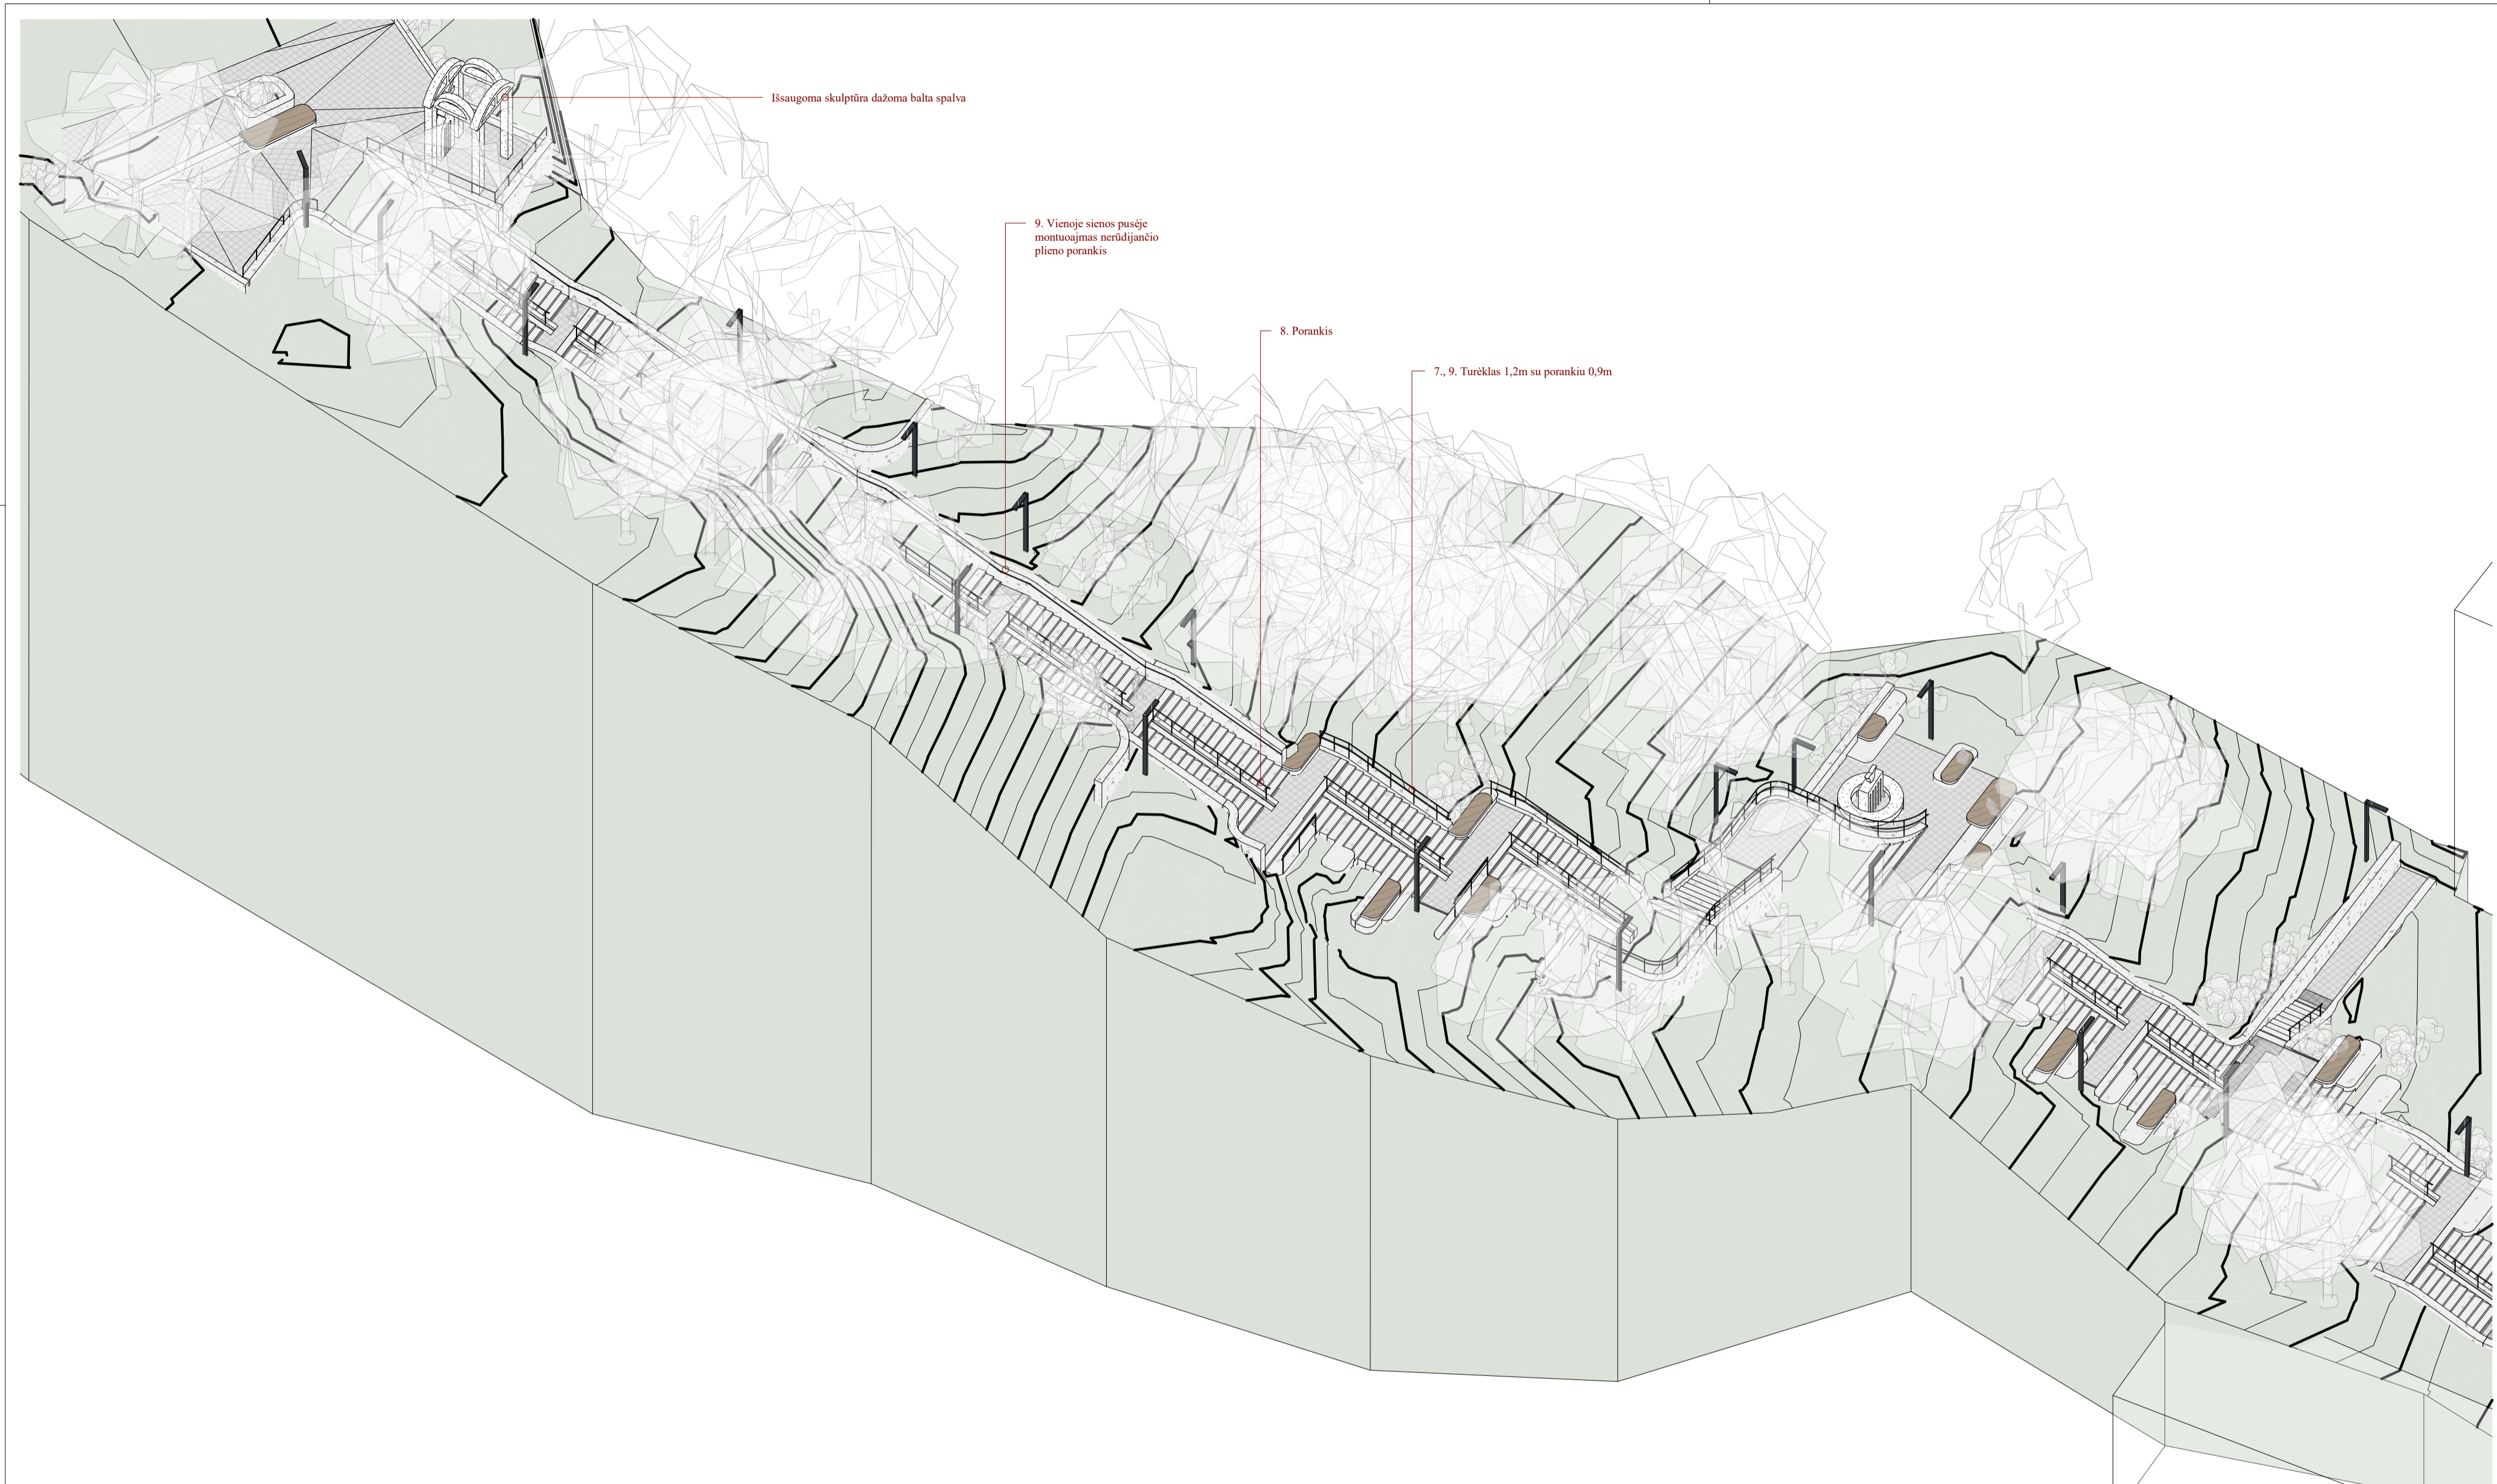 Išsaugoma skulptūra dažoma balta spalva
9. Vienoje sienos pusėje
montuoajmas nerūdijančio
plieno porankis
8. Porankis
7., 9. Turėklas 1,2m su porankiu 0,9m